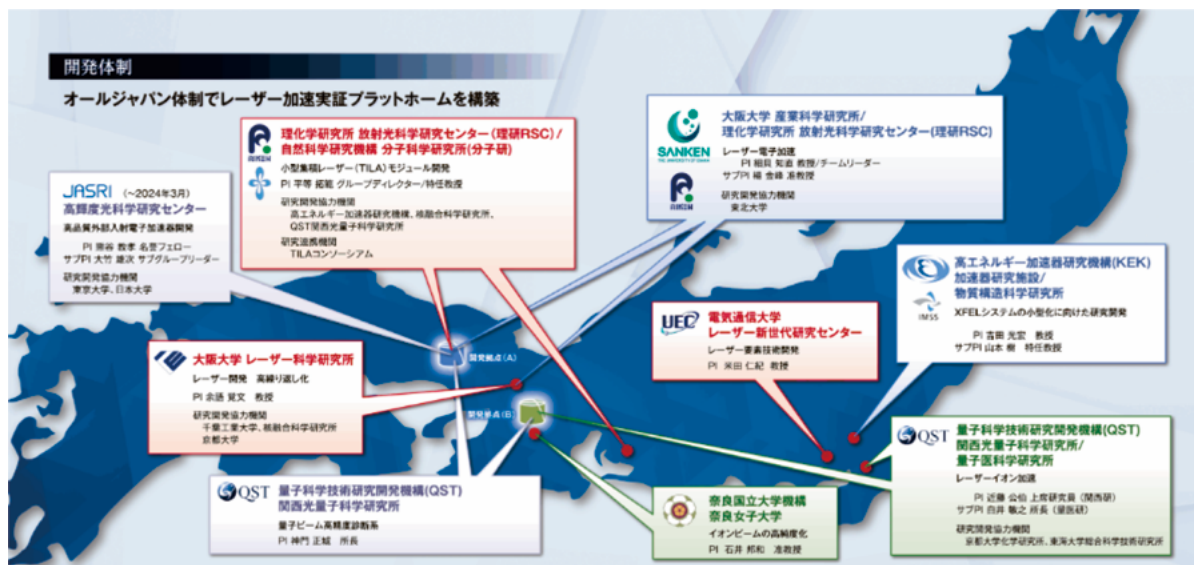 開発体制
オールジャパン体制でレーザー加速実証プラットホームを構築
JASRI (～2024年3月)
高輝度光科学研究センター
高品質外部入射電子加速器開発
PI 熊谷 教孝 名誉フェロー
サブPI 大竹 雄次 サブグループリーダー
研究開発協力機関
東京大学、日本大学
理化学研究所 放射光科学研究センター(理研RSC)/
自然科学研究機構 分子科学研究所(分子研)
小型集積レーザー(TILA)モジュール開発
PI 平等 拓範 グループディレクター/特任教授
研究開発協力機関
高エネルギー加速器研究機構、核融合科学研究所、
QST関西光量子科学研究所
研究連携機関
TILAコンソーシアム
SANKEN
THE UNIVERSITY OF OSAKA
大阪大学 産業科学研究所/
理化学研究所 放射光科学研究センター(理研RSC)
レーザー電子加速
PI 細貝 知直 教授/チームリーダー
サブPI 楊 金峰 准教授
研究開発協力機関
東北大学
IMSS
高エネルギー加速器研究機構(KEK)
加速器研究施設/
物質構造科学研究所
XFELシステムの小型化に向けた研究開発
PI 吉田 光宏 教授
サブPI 山本 樹 特任教授
大阪大学 レーザー科学研究所
レーザー開発 高繰り返し化
PI 余語 覚文 教授
研究開発協力機関
千葉工業大学、核融合科学研究所
京都大学
開発拠点(A)
開発拠点(B)
UEC
電気通信大学
レーザー新世代研究センター
レーザー要素技術開発
PI 米田 仁紀 教授
QST
量子科学技術研究開発機構(QST)
関西光量子科学研究所
量子ビーム高精度診断系
PI 神門 正城 所長
奈良国立大学機構
奈良女子大学
イオンビームの高純度化
PI 石井 邦和 准教授
QST
量子科学技術研究開発機構(QST)
関西光量子科学研究所/
量子医科学研究所
レーザーイオン加速
PI 近藤 公伯 上席研究員 (関西研)
サブPI 白井 敏之 所長 (量医研)
研究開発協力機関
京都大学化学研究所、東海大学総合科学技術研究所